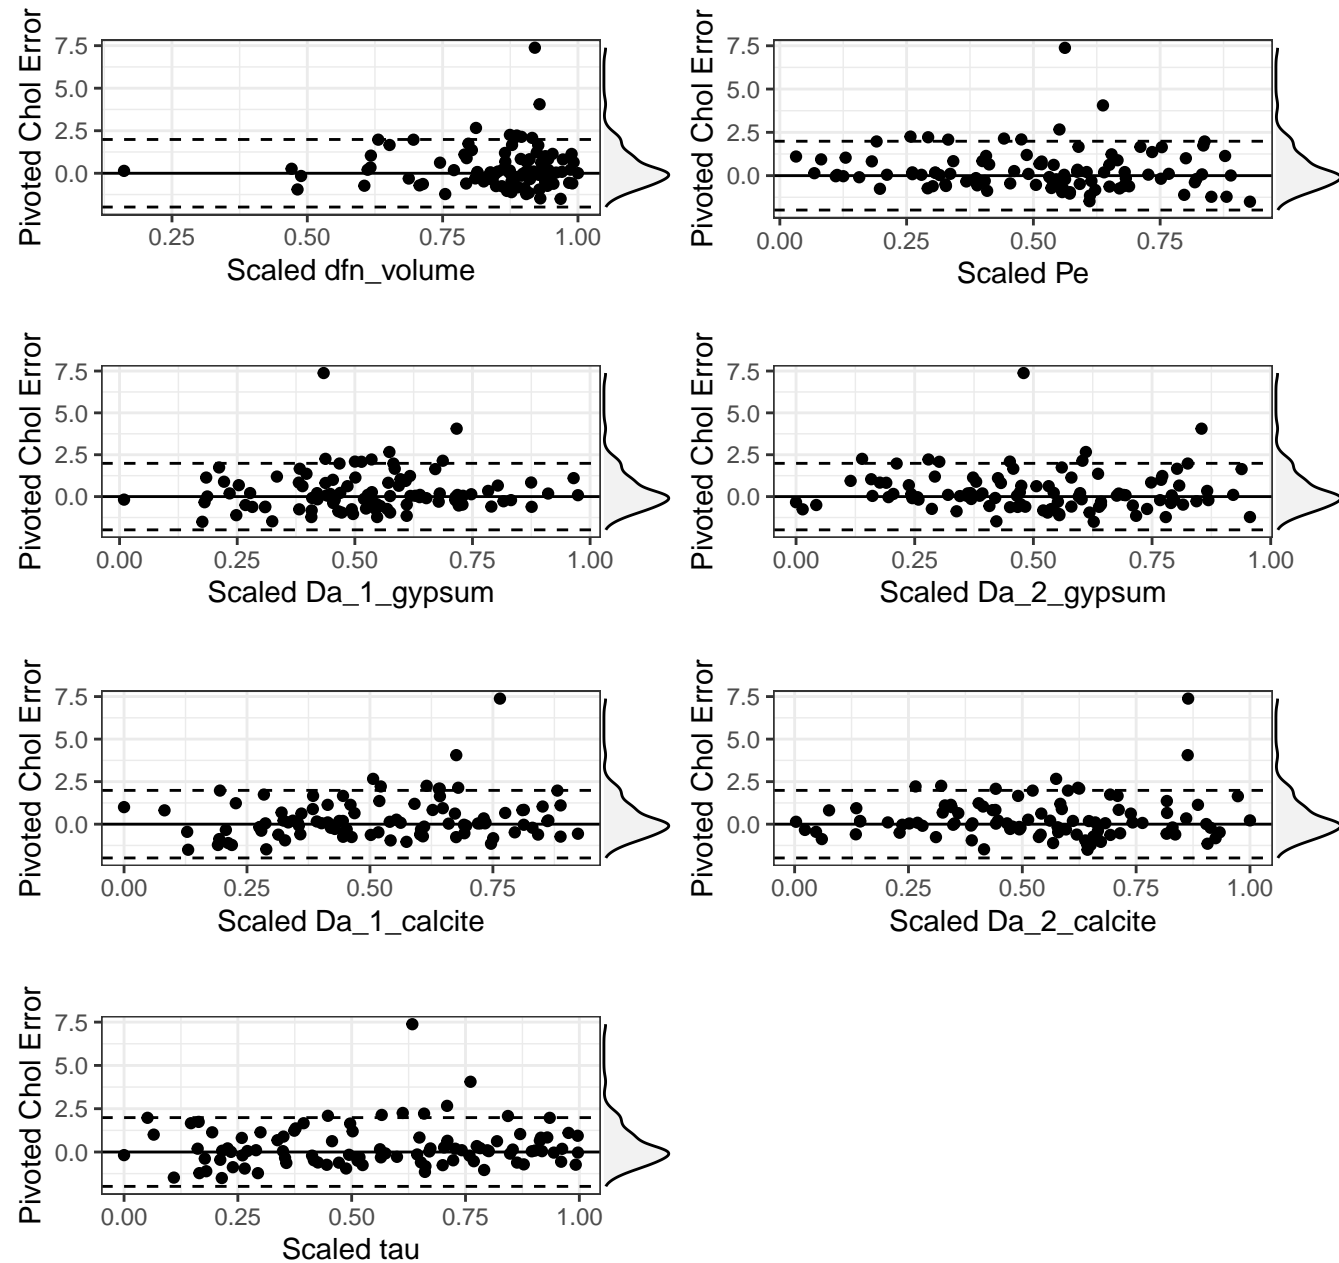 Pivoted Chol Error
7.5
5.0
2.5
0.0
0.25 0.50 0.75 1.00
Scaled dfn_volume
Pivoted Chol Error
7.5
5.0
2.5
0.0
0.00 0.25 0.50 0.75
Scaled Pe
Pivoted Chol Error
7.5
5.0
2.5
0.0
0.00 0.25 0.50 0.75 1.00
Scaled Da_1_gypsum
Pivoted Chol Error
7.5
5.0
2.5
0.0
0.00 0.25 0.50 0.75 1.00
Scaled Da_2_gypsum
Pivoted Chol Error
7.5
5.0
2.5
0.0
0.00 0.25 0.50 0.75
Scaled Da_1_calcite
Pivoted Chol Error
7.5
5.0
2.5
0.0
0.00 0.25 0.50 0.75 1.00
Scaled Da_2_calcite
Pivoted Chol Error
7.5
5.0
2.5
0.0
0.00 0.25 0.50 0.75 1.00
Scaled tau